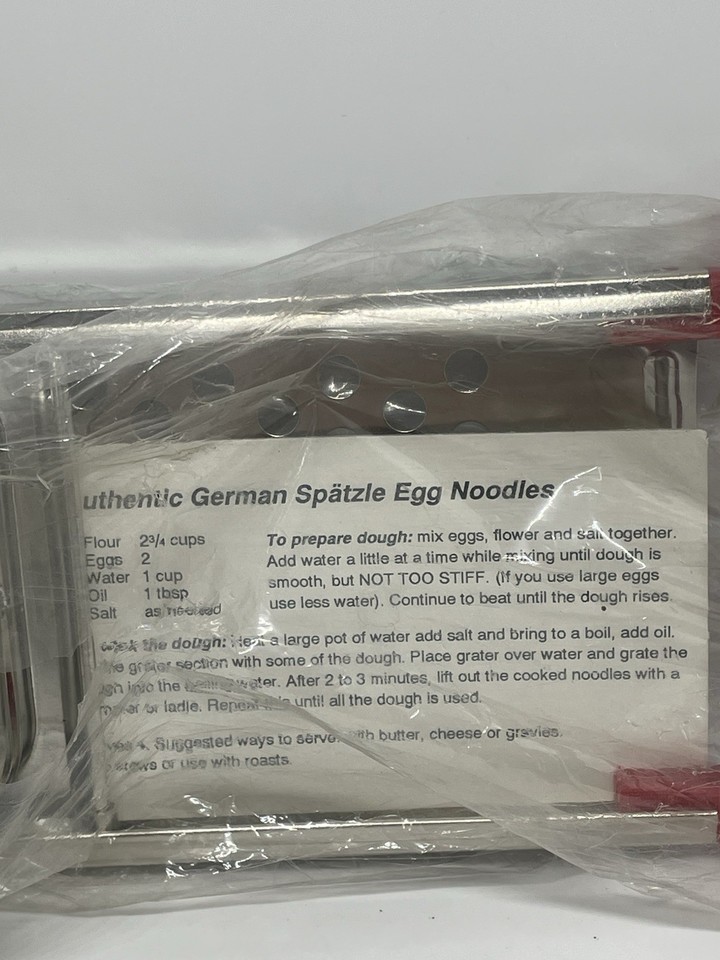 uthentic German Spätzle Egg Noodles
Flour 2¾ cups
Eggs 2
Water 1 cup
Oil 1 tbsp
Salt as needed
To prepare dough: mix eggs, flower and salt together.
Add water a little at a time while mixing until dough is
smooth, but NOT TOO STIFF. (If you use large eggs
use less water). Continue to beat until the dough rises.
the dough: Heat a large pot of water add salt and bring to a boil, add oil.
grater section with some of the dough. Place grater over water and grate the
into the water. After 2 to 3 minutes, lift out the cooked noodles with a
or ladle. Repeat this until all the dough is used.
4. Suggested ways to serve: butter, cheese or gravies.
stews or use with roasts.